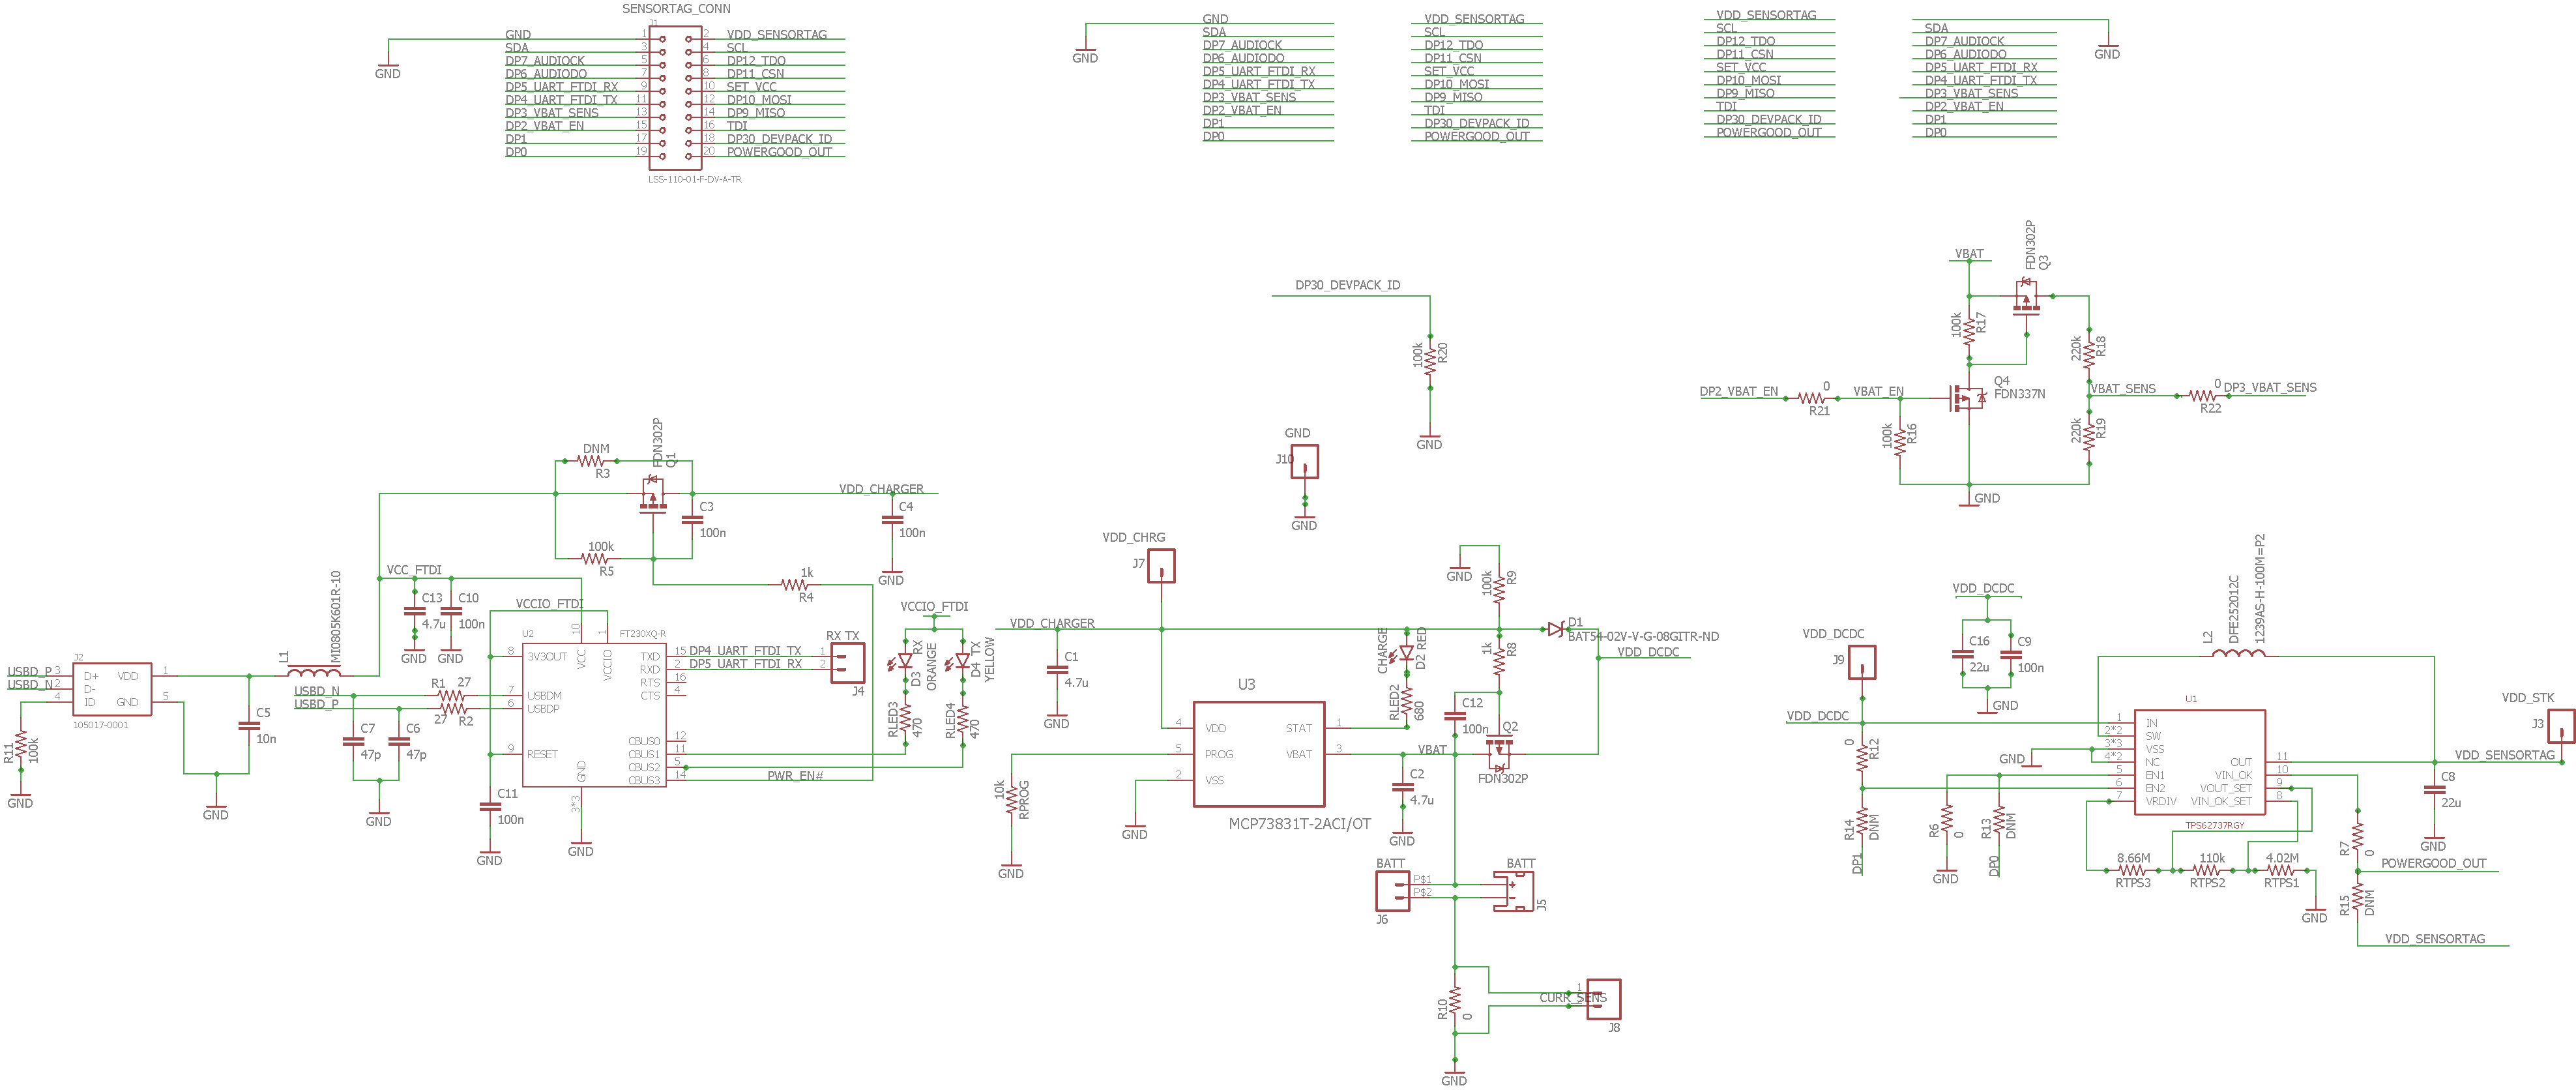 SENSORTAG_CONN
J1
GND 1 2 VDD_SENSORTAG
SDA 3 4 SCL
DP7_AUDIOCK 5 6 DP12_TDO
DP6_AUDIODO 7 8 DP11_CSN
DP5_UART_FTDI_RX 9 10 SET_VCC
DP4_UART_FTDI_TX 11 12 DP10_MOSI
DP3_VBAT_SENS 13 14 DP9_MISO
DP2_VBAT_EN 15 16 TDI
DP1 17 18 DP30_DEVPACK_ID
DP0 19 20 POWERGOOD_OUT
LSS-110-01-F-DV-A-TR
GND
GND
GND
SDA
DP7_AUDIOCK
DP6_AUDIODO
DP5_UART_FTDI_RX
DP4_UART_FTDI_TX
DP3_VBAT_SENS
DP2_VBAT_EN
DP1
DP0
VDD_SENSORTAG
SCL
DP12_TDO
DP11_CSN
SET_VCC
DP10_MOSI
DP9_MISO
TDI
DP30_DEVPACK_ID
POWERGOOD_OUT
VDD_SENSORTAG
SCL
DP12_TDO
DP11_CSN
SET_VCC
DP10_MOSI
DP9_MISO
TDI
DP30_DEVPACK_ID
POWERGOOD_OUT
SDA
DP7_AUDIOCK
DP6_AUDIODO
DP5_UART_FTDI_RX
DP4_UART_FTDI_TX
DP3_VBAT_SENS
DP2_VBAT_EN
DP1
DP0
GND
DP30_DEVPACK_ID
100k
R20
GND
GND
J10
GND
VBAT
FDN302P
Q3
100k
R17
220k
R18
Q4
FDN337N
DP2_VBAT_EN
0
R21
VBAT_EN
100k
R16
VBAT_SENS
0
R22
DP3_VBAT_SENS
220k
R19
GND
DNM
R3
FDN302P
Q1
VDD_CHARGER
C3
100n
C4
100n
GND
100k
R5
1k
R4
USBD_P
USBD_N
J2
3 D+ VDD 1
2 D-
4 ID GND 5
105017-0001
R11
100k
GND
GND
C5
10n
L1
MI0805K601R-10
VCC_FTDI
C13
4.7u
GND
C10
100n
GND
VCCIO_FTDI
USBD_N
USBD_P
R1 27
27 R2
C7
47p
C6
47p
GND
U2
FT230XQ-R
10
VCC
1
VCCIO
8 3V3OUT
7 USBDM
6 USBDP
9 RESET
GND
3*3
GND
TXD 15 DP4_UART_FTDI_TX
RXD 2 DP5_UART_FTDI_RX
RTS 16
CTS 4
CBUS0 12
CBUS1 11
CBUS2 5
CBUS3 14 PWR_EN#
C11
100n
GND
RX TX
1
2
J4
VCCIO_FTDI
RX
D3
ORANGE
TX
D4
YELLOW
RLED3
470
RLED4
470
VDD_CHRG
J7
VDD_CHARGER
C1
4.7u
GND
U3
4 VDD STAT 1
5 PROG VBAT 3
2 VSS
MCP73831T-2ACI/OT
10k
RPROG
GND
GND
CHARGE
D2 RED
RLED2
680
GND
100k
R9
1k
R8
C12
100n
Q2
FDN302P
VBAT
C2
4.7u
GND
D1
BAT54-02V-V-G-08GITR-ND
VDD_DCDC
BATT
P$1
P$2
J6
BATT
+
-
J5
R10
0
CURR_SENS
1
J8
GND
VDD_DCDC
C16
22u
C9
100n
GND
VDD_DCDC
J9
VDD_DCDC
0
R12
R14
DNM
DP1
GND
R6
0
GND
R13
DNM
DP0
L2
DFE252012C
1239AS-H-100M=P2
U1
1 IN
2*2 SW
3*3 VSS
4*2 NC
5 EN1
6 EN2
7 VRDIV
OUT 11
VIN_OK 10
VOUT_SET 9
VIN_OK_SET 8
TPS62737RGY
8.66M
RTPS3
110k
RTPS2
4.02M
RTPS1
GND
VDD_STK
J3
VDD_SENSORTAG
C8
22u
GND
R7
0
POWERGOOD_OUT
R15
DNM
VDD_SENSORTAG